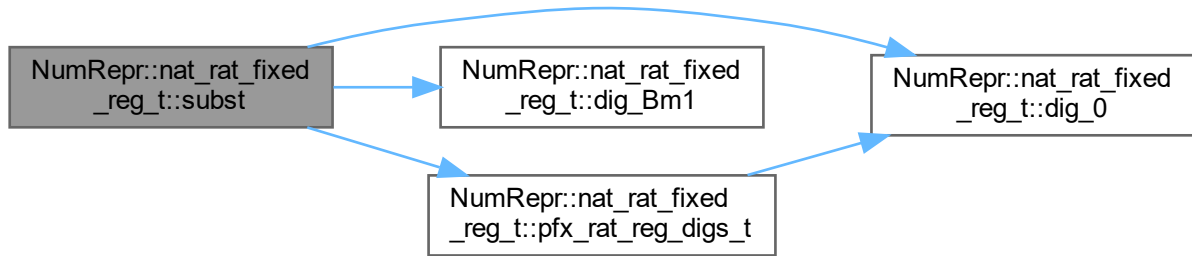 NumRepr::nat_rat_fixed
_reg_t::subst
NumRepr::nat_rat_fixed
_reg_t::dig_Bm1
NumRepr::nat_rat_fixed
_reg_t::dig_0
NumRepr::nat_rat_fixed
_reg_t::pfx_rat_reg_digs_t